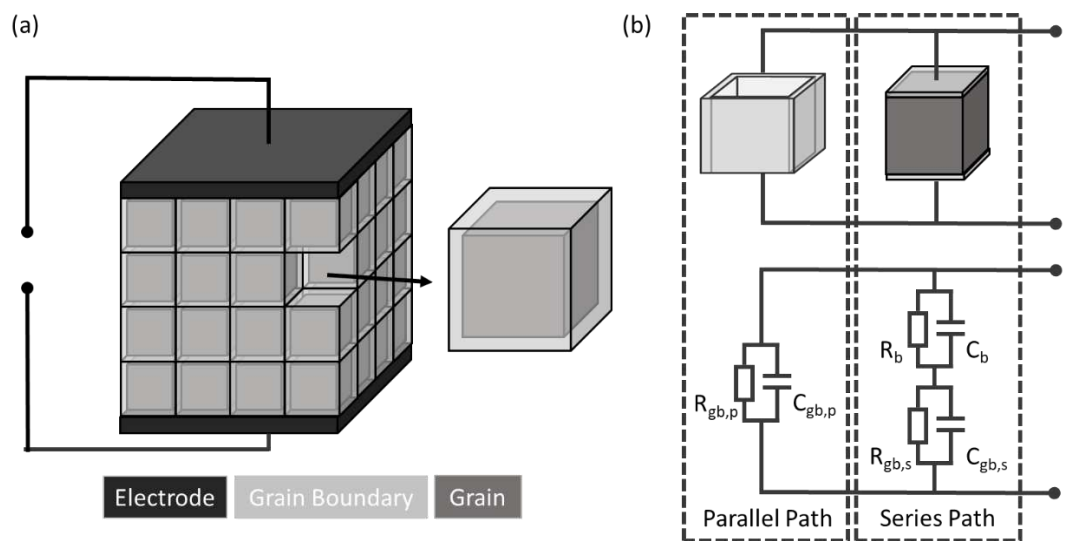 (a)
Electrode
Grain Boundary
Grain
(b)
R_b
C_b
R_gb,p
C_gb,p
R_gb,s
C_gb,s
Parallel Path
Series Path